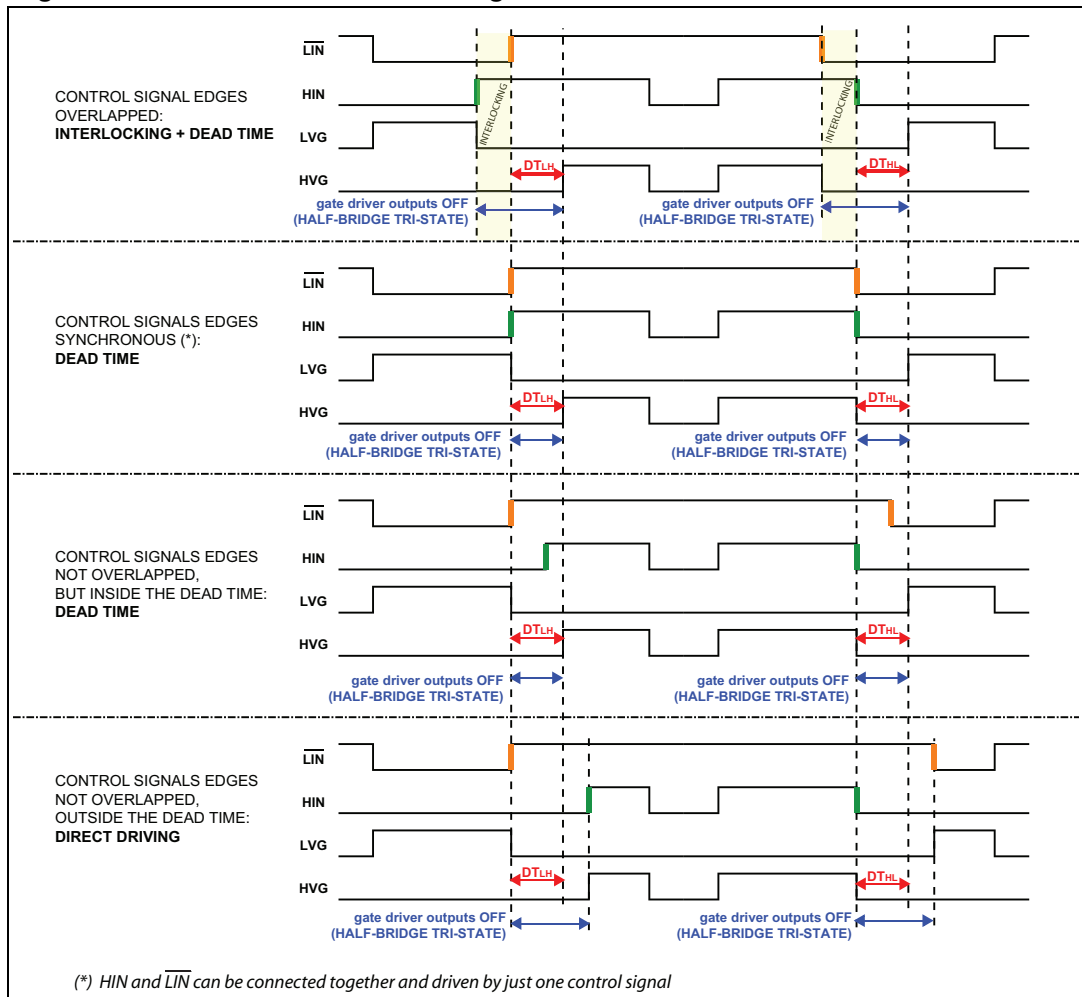 LIN
HIN
LVG
HVG
CONTROL SIGNAL EDGES
OVERLAPPED:
INTERLOCKING + DEAD TIME
INTERLOCKING
INTERLOCKING
DTLH
DTHL
gate driver outputs OFF
(HALF-BRIDGE TRI-STATE)
gate driver outputs OFF
(HALF-BRIDGE TRI-STATE)
LIN
HIN
LVG
HVG
CONTROL SIGNALS EDGES
SYNCHRONOUS (*):
DEAD TIME
DTLH
DTHL
gate driver outputs OFF
(HALF-BRIDGE TRI-STATE)
gate driver outputs OFF
(HALF-BRIDGE TRI-STATE)
LIN
HIN
LVG
HVG
CONTROL SIGNALS EDGES
NOT OVERLAPPED,
BUT INSIDE THE DEAD TIME:
DEAD TIME
DTLH
DTHL
gate driver outputs OFF
(HALF-BRIDGE TRI-STATE)
gate driver outputs OFF
(HALF-BRIDGE TRI-STATE)
LIN
HIN
LVG
HVG
CONTROL SIGNALS EDGES
NOT OVERLAPPED,
OUTSIDE THE DEAD TIME:
DIRECT DRIVING
DTLH
DTHL
gate driver outputs OFF
(HALF-BRIDGE TRI-STATE)
gate driver outputs OFF
(HALF-BRIDGE TRI-STATE)
(*) HIN and LIN can be connected together and driven by just one control signal